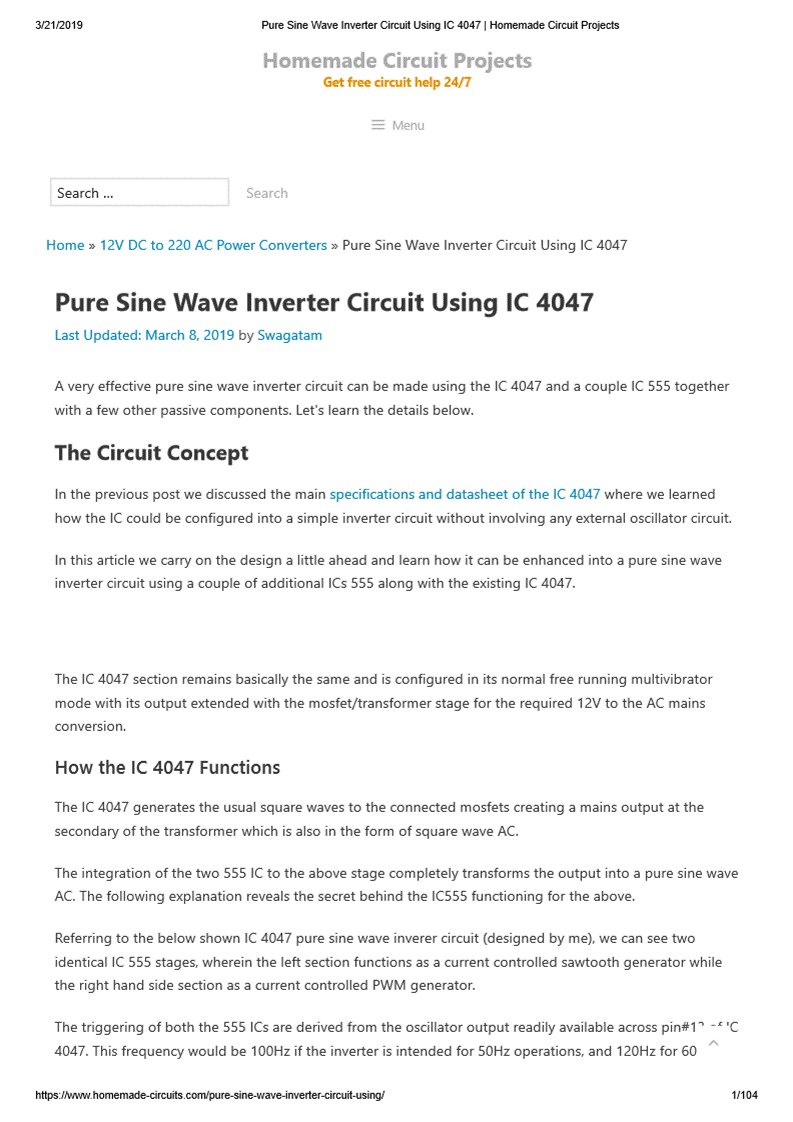 3/21/2019
Pure Sine Wave Inverter Circuit Using IC 4047 | Homemade Circuit Projects
Homemade Circuit Projects
Get free circuit help 24/7
Menu
Search ...
Search
Home » 12V DC to 220 AC Power Converters » Pure Sine Wave Inverter Circuit Using IC 4047
Pure Sine Wave Inverter Circuit Using IC 4047
Last Updated: March 8, 2019 by Swagatam
A very effective pure sine wave inverter circuit can be made using the IC 4047 and a couple IC 555 together
with a few other passive components. Let's learn the details below.
The Circuit Concept
In the previous post we discussed the main specifications and datasheet of the IC 4047 where we learned
how the IC could be configured into a simple inverter circuit without involving any external oscillator circuit.
In this article we carry on the design a little ahead and learn how it can be enhanced into a pure sine wave
inverter circuit using a couple of additional ICs 555 along with the existing IC 4047.
The IC 4047 section remains basically the same and is configured in its normal free running multivibrator
mode with its output extended with the mosfet/transformer stage for the required 12V to the AC mains
conversion.
How the IC 4047 Functions
The IC 4047 generates the usual square waves to the connected mosfets creating a mains output at the
secondary of the transformer which is also in the form of square wave AC.
The integration of the two 555 IC to the above stage completely transforms the output into a pure sine wave
AC. The following explanation reveals the secret behind the IC555 functioning for the above.
Referring to the below shown IC 4047 pure sine wave inverer circuit (designed by me), we can see two
identical IC 555 stages, wherein the left section functions as a current controlled sawtooth generator while
the right hand side section as a current controlled PWM generator.
The triggering of both the 555 ICs are derived from the oscillator output readily available across
4047. This frequency would be 100Hz if the inverter is intended for 50Hz operations, and 120Hz for 60
https://www.homemade-circuits.com/pure-sine-wave-inverter-circuit-using/
1/104